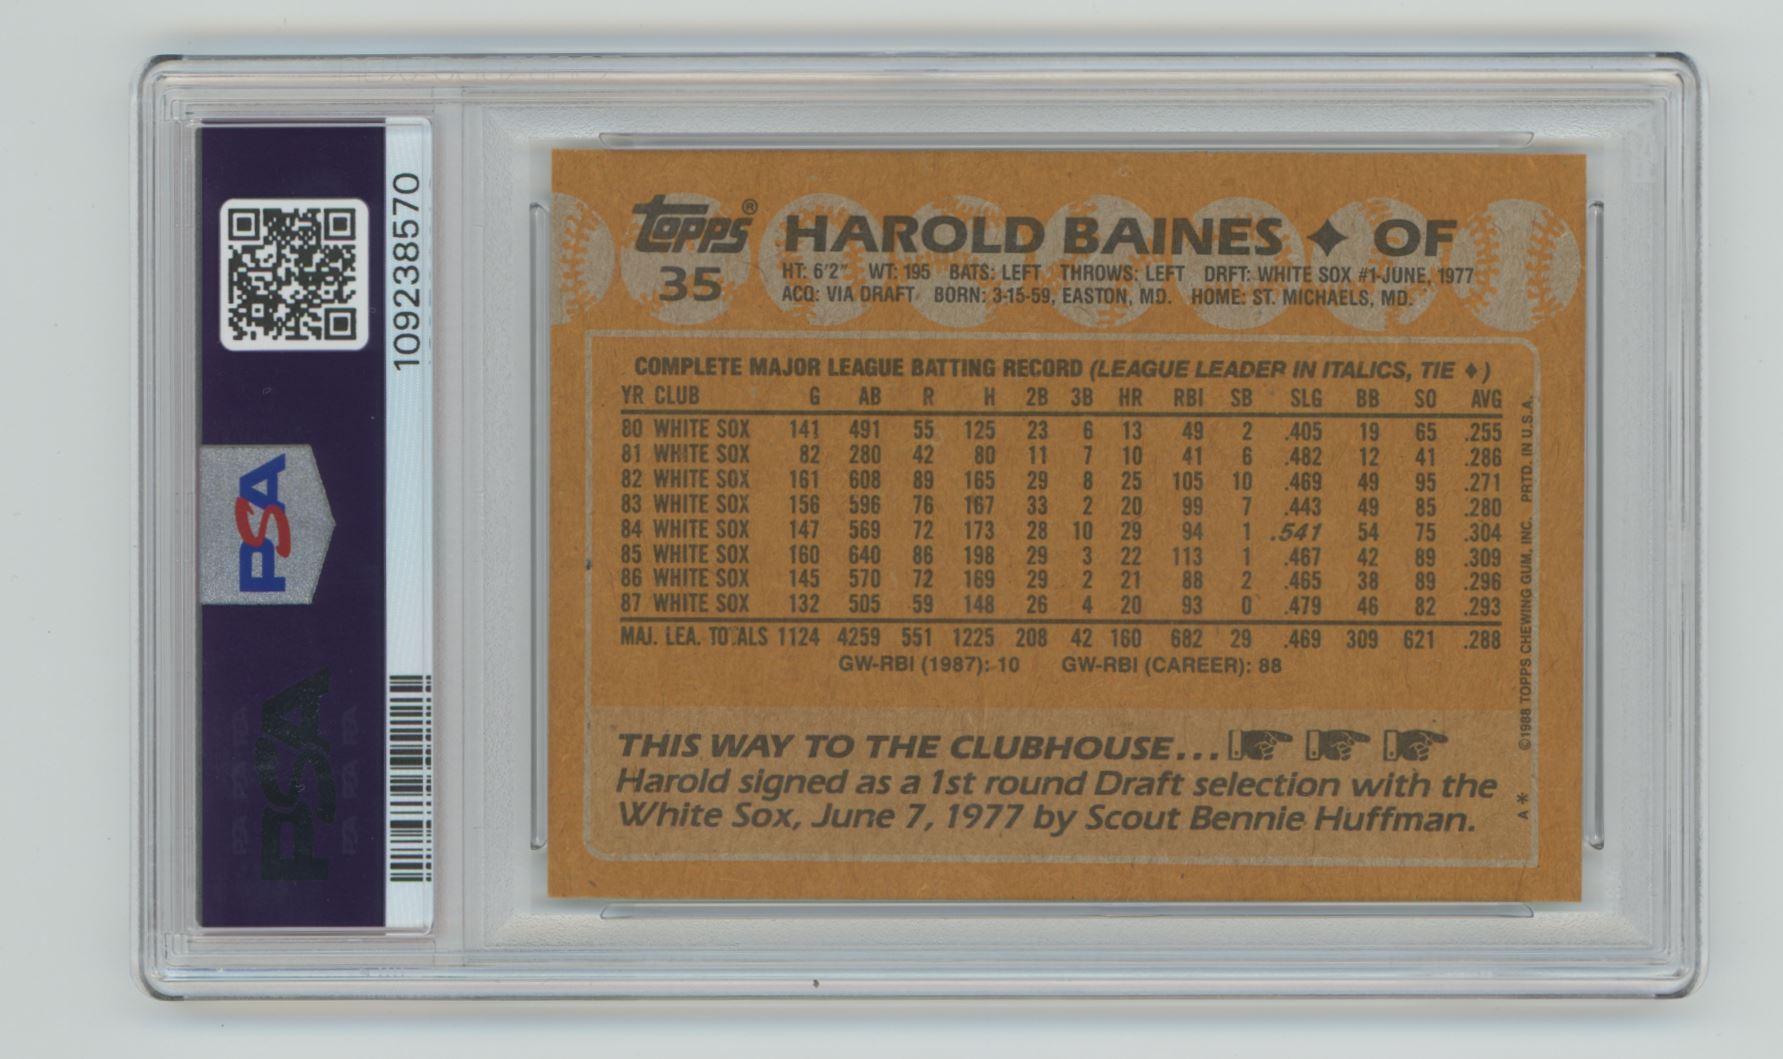 109238570
PSA
PSA
topps® HAROLD BAINES ✦ OF
35
HT: 6'2" WT: 195 BATS: LEFT THROWS: LEFT DRFT: WHITE SOX #1-JUNE, 1977
ACQ: VIA DRAFT BORN: 3-15-59, EASTON, MD. HOME: ST. MICHAELS, MD.
COMPLETE MAJOR LEAGUE BATTING RECORD (LEAGUE LEADER IN ITALICS, TIE ♦)
YR CLUB G AB R H 2B 3B HR RBI SB SLG BB SO AVG
80 WHITE SOX 141 491 55 125 23 6 13 49 2 .405 19 65 .255
81 WHITE SOX 82 280 42 80 11 7 10 41 6 .482 12 41 .286
82 WHITE SOX 161 608 89 165 29 8 25 105 10 .469 49 95 .271
83 WHITE SOX 156 596 76 167 33 2 20 99 7 .443 49 85 .280
84 WHITE SOX 147 569 72 173 28 10 29 94 1 .541 54 75 .304
85 WHITE SOX 160 640 86 198 29 3 22 113 1 .467 42 89 .309
86 WHITE SOX 145 570 72 169 29 2 21 88 2 .465 38 89 .296
87 WHITE SOX 132 505 59 148 26 4 20 93 0 .479 46 82 .293
MAJ. LEA. TOTALS 1124 4259 551 1225 208 42 160 682 29 .469 309 621 .288
GW-RBI (1987): 10 GW-RBI (CAREER): 88
THIS WAY TO THE CLUBHOUSE...
Harold signed as a 1st round Draft selection with the
White Sox, June 7, 1977 by Scout Bennie Huffman.
A* ©1988 TOPPS CHEWING GUM, INC. PRTD. IN U.S.A.